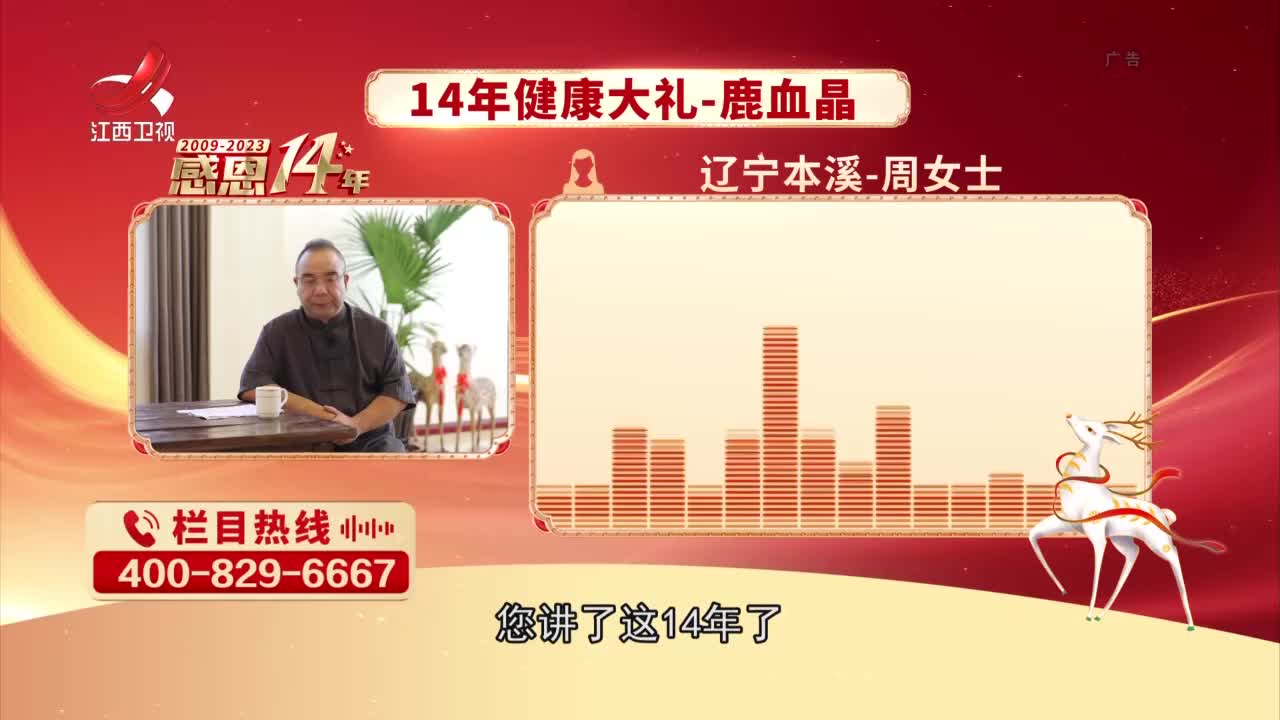 广告
14年健康大礼-鹿血晶
江西卫视
2009-2023
感恩14年
辽宁本溪-周女士
栏目热线
400-829-6667
您讲了这14年了